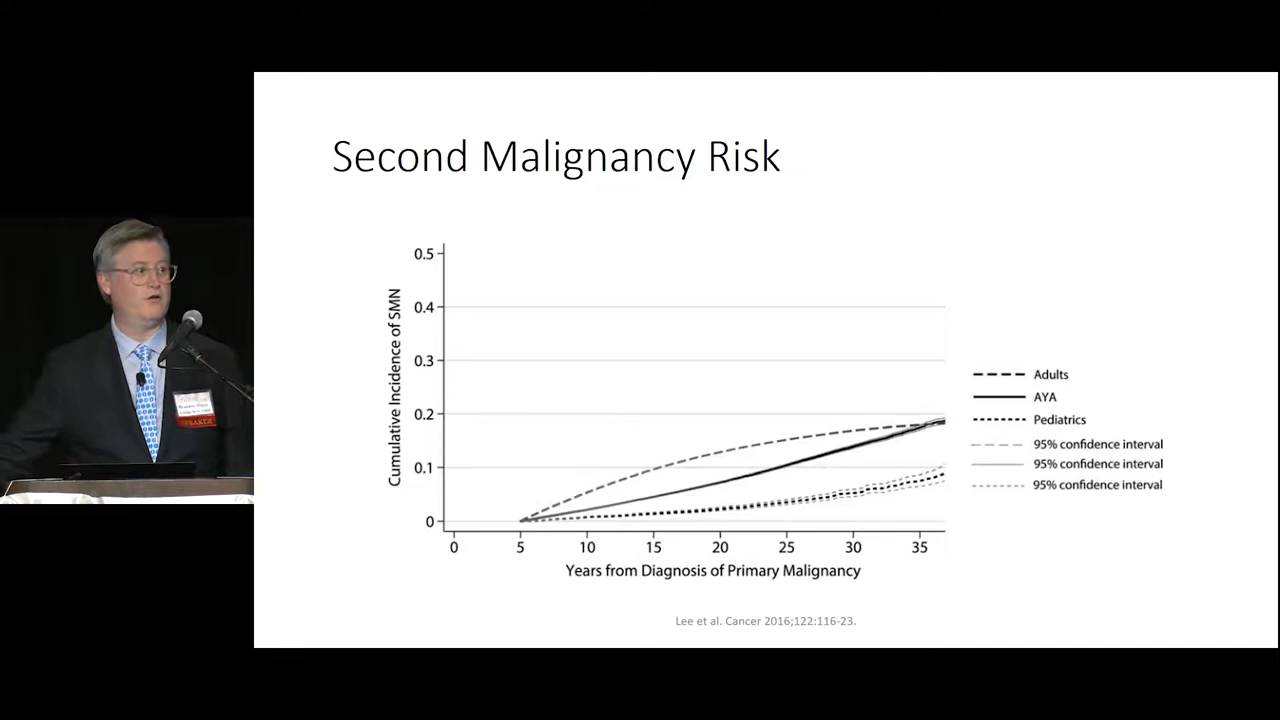 Second Malignancy Risk
0.5
0.4
0.3
0.2
0.1
0
Cumulative Incidence of SMN
0 5 10 15 20 25 30 35
Years from Diagnosis of Primary Malignancy
Adults
AYA
Pediatrics
95% confidence interval
95% confidence interval
95% confidence interval
Lee et al. Cancer 2016;122:116-23.
SPEAKER